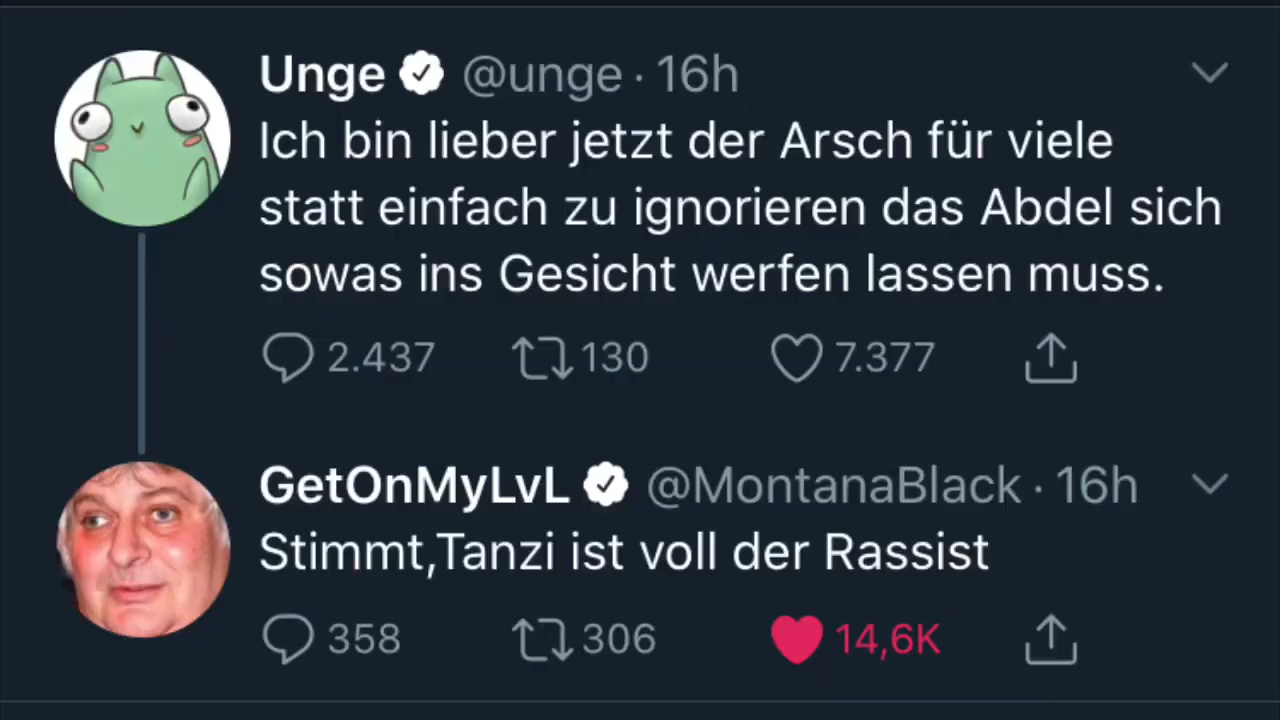 Unge @unge · 16h
Ich bin lieber jetzt der Arsch für viele
statt einfach zu ignorieren das Abdel sich
sowas ins Gesicht werfen lassen muss.
2.437 130 7.377
GetOnMyLvL @MontanaBlack · 16h
Stimmt,Tanzi ist voll der Rassist
358 306 14,6K